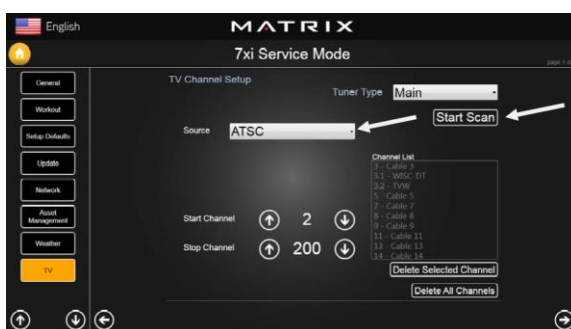 English
MATRIX
7xi Service Mode
General
TV Channel Setup
Tuner Type Main
Workout
Start Scan
Setup Defaults
Source ATSC
Update
Channel List
3 - Cable 3
3.1 - WISC-DT
3.2 - TVW
5 - Cable 5
7 - Cable 7
8 - Cable 8
9 - Cable 9
11 - Cable 11
13 - Cable 13
14 - Cable 14
Network
Asset
Management
Start Channel 2
Weather
Stop Channel 200
TV
Delete Selected Channel
Delete All Channels